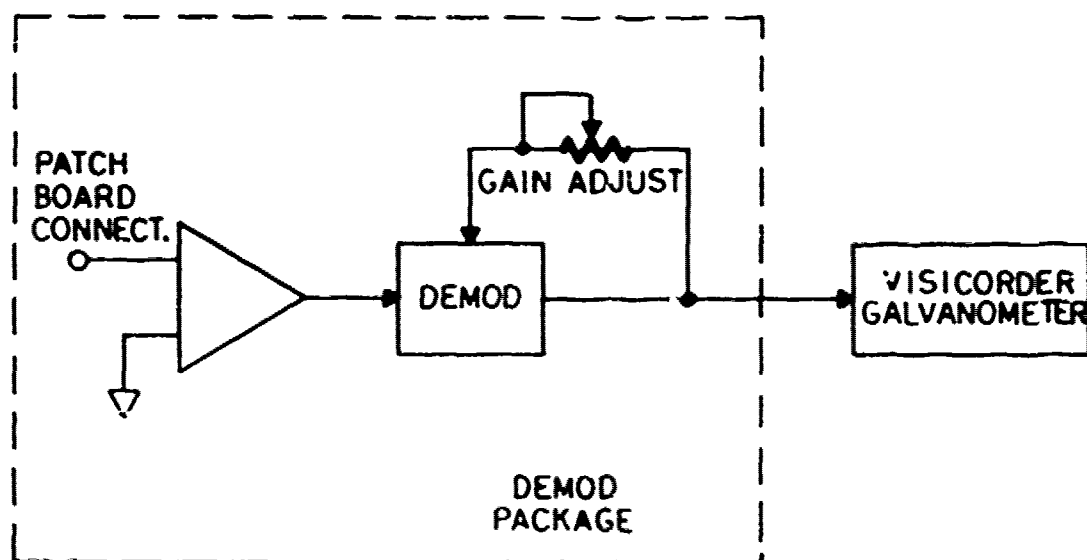 PATCH
BOARD
CONNECT.
GAIN ADJUST
DEMOD
VISICORDER
GALVANOMETER
DEMOD
PACKAGE